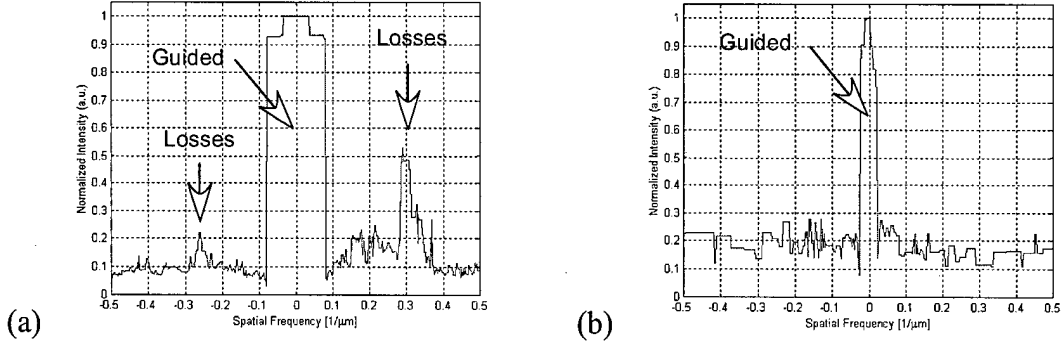 (a)
Normalized Intensity (a.u.)
1
0.9
0.8
0.7
0.6
0.5
0.4
0.3
0.2
0.1
0
Guided
Losses
Losses
-0.5 -0.4 -0.3 -0.2 -0.1 0 0.1 0.2 0.3 0.4 0.5
Spatial Frequency [1/μm]
(b)
Normalized Intensity (a.u.)
1
0.9
0.8
0.7
0.6
0.5
0.4
0.3
0.2
0.1
0
Guided
-0.5 -0.4 -0.3 -0.2 -0.1 0 0.1 0.2 0.3 0.4 0.5
Spatial Frequency [1/μm]